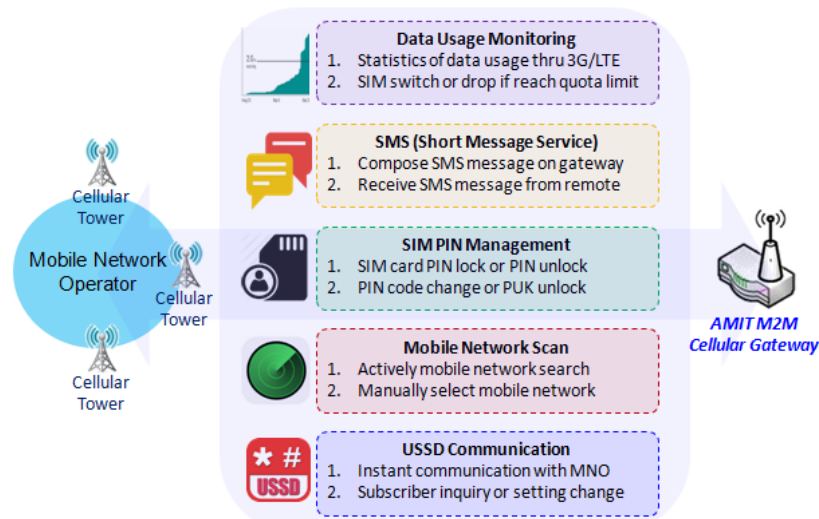 Data Usage Monitoring
1. Statistics of data usage thru 3G/LTE
2. SIM switch or drop if reach quota limit
SMS (Short Message Service)
1. Compose SMS message on gateway
2. Receive SMS message from remote
Cellular
Tower
Mobile Network
Operator
Cellular
Tower
Cellular
Tower
SIM PIN Management
1. SIM card PIN lock or PIN unlock
2. PIN code change or PUK unlock
AMIT M2M
Cellular Gateway
Mobile Network Scan
1. Actively mobile network search
2. Manually select mobile network
* #
USSD
USSD Communication
1. Instant communication with MNO
2. Subscriber inquiry or setting change